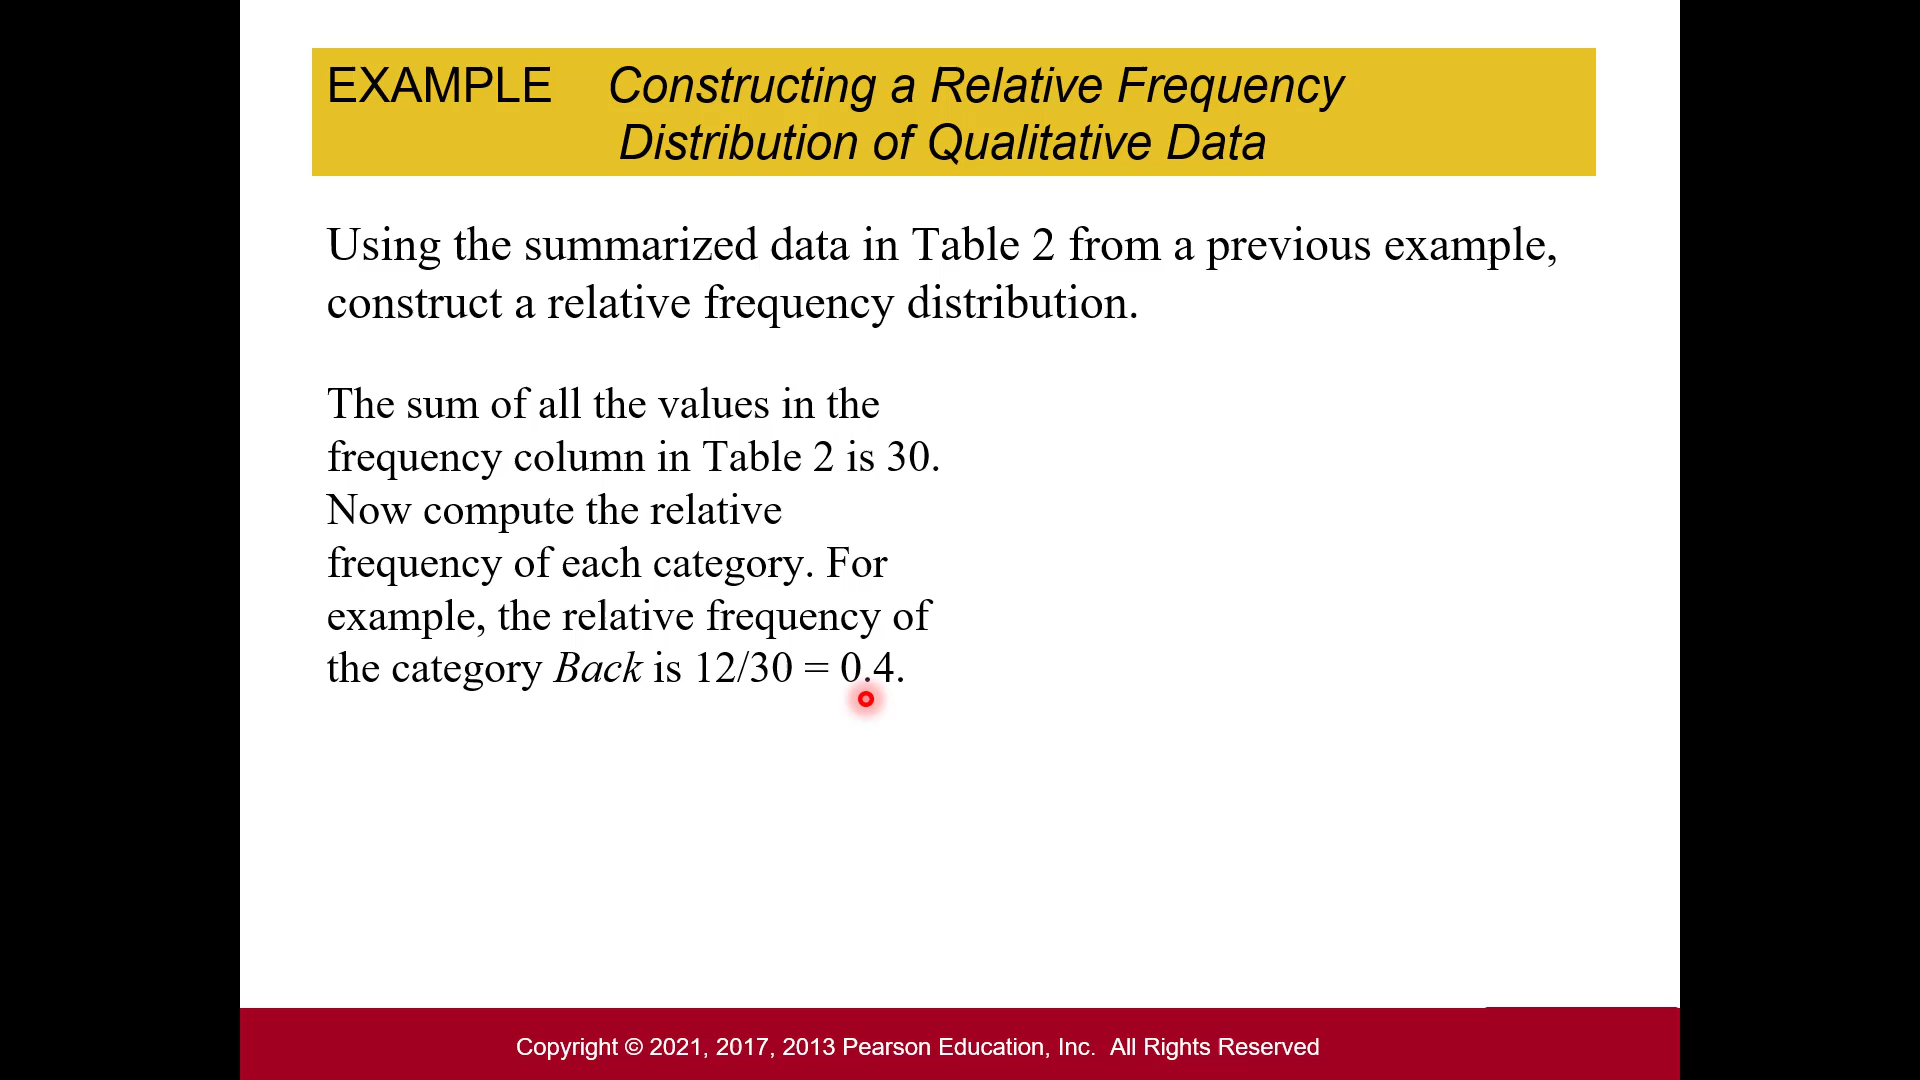 EXAMPLE Constructing a Relative Frequency
Distribution of Qualitative Data
Using the summarized data in Table 2 from a previous example,
construct a relative frequency distribution.
The sum of all the values in the
frequency column in Table 2 is 30.
Now compute the relative
frequency of each category. For
example, the relative frequency of
the category Back is 12/30 = 0.4.
Copyright © 2021, 2017, 2013 Pearson Education, Inc. All Rights Reserved